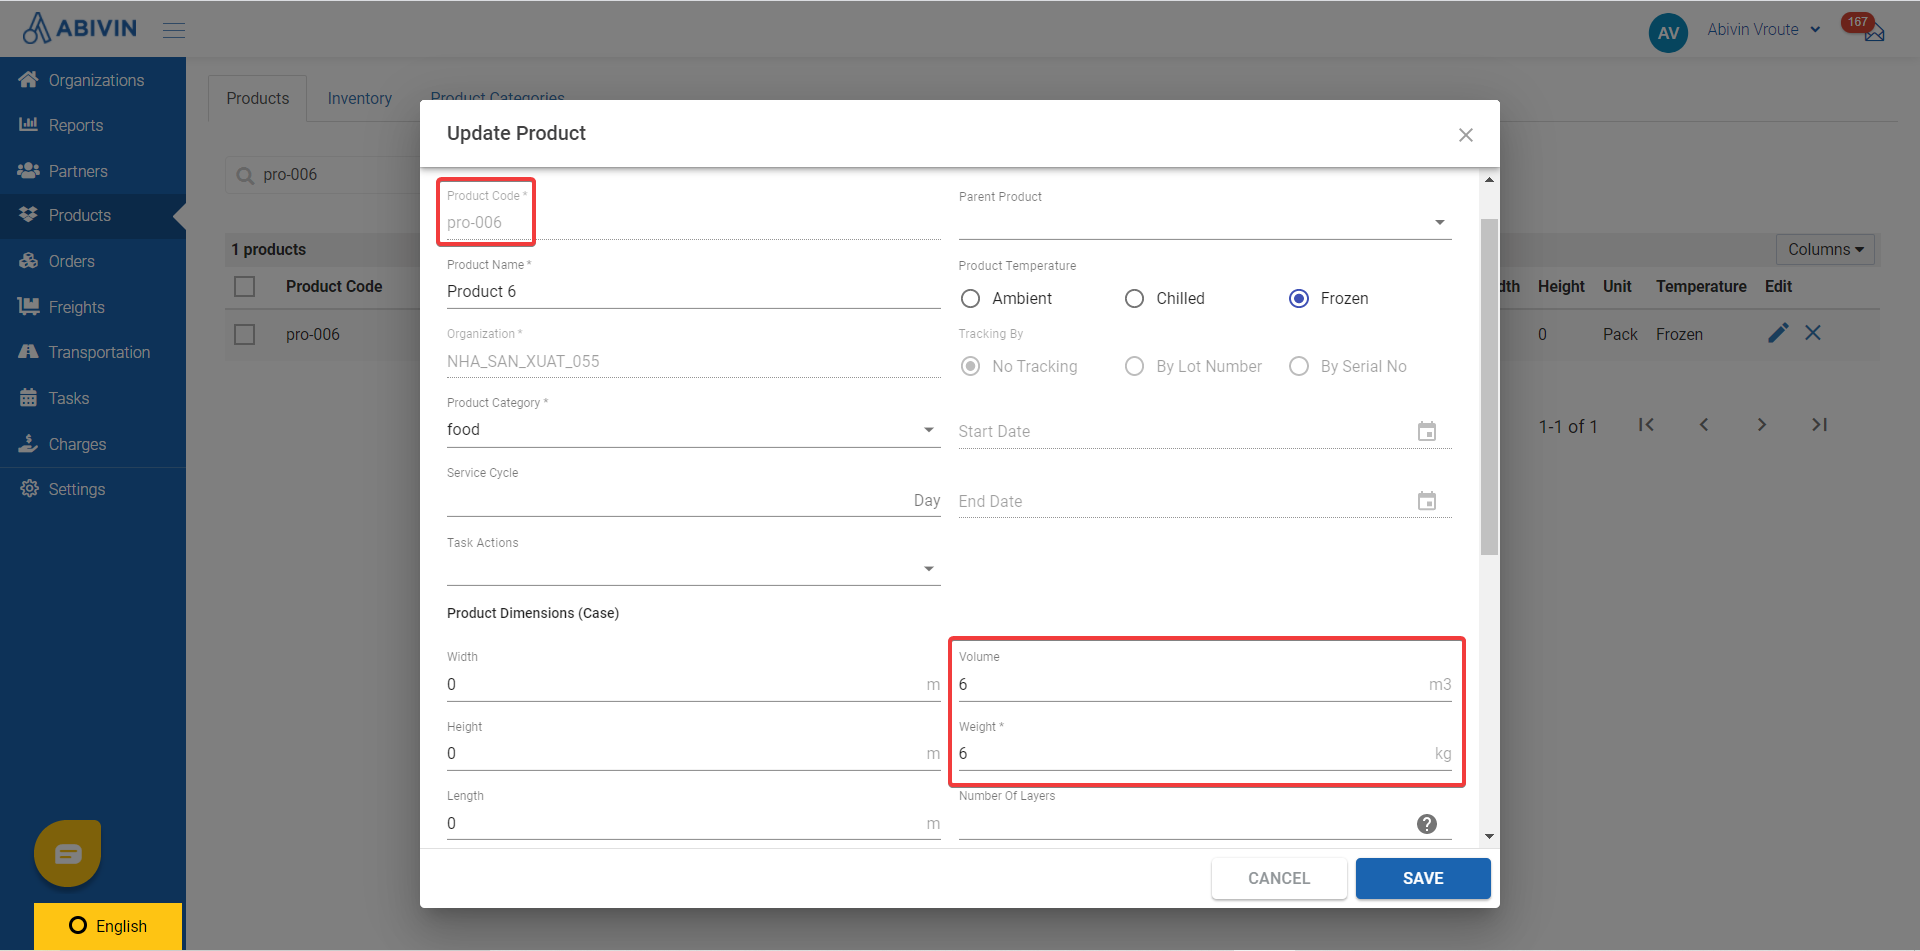 ABIVIN
AV
Abivin Vroute
167
Organizations
Reports
Partners
Products
Orders
Freights
Transportation
Tasks
Charges
Settings
English
Products
Inventory
Product Categories
pro-006
1 products
Columns
Product Code
dth
Height
Unit
Temperature
Edit
pro-006
0
Pack
Frozen
1-1 of 1
Update Product
Product Code *
pro-006
Parent Product
Product Name *
Product 6
Product Temperature
Ambient
Chilled
Frozen
Organization *
NHA_SAN_XUAT_055
Tracking By
No Tracking
By Lot Number
By Serial No
Product Category *
food
Start Date
Service Cycle
Day
End Date
Task Actions
Product Dimensions (Case)
Width
0 m
Volume
6 m3
Height
0 m
Weight *
6 kg
Length
0 m
Number Of Layers
?
CANCEL
SAVE